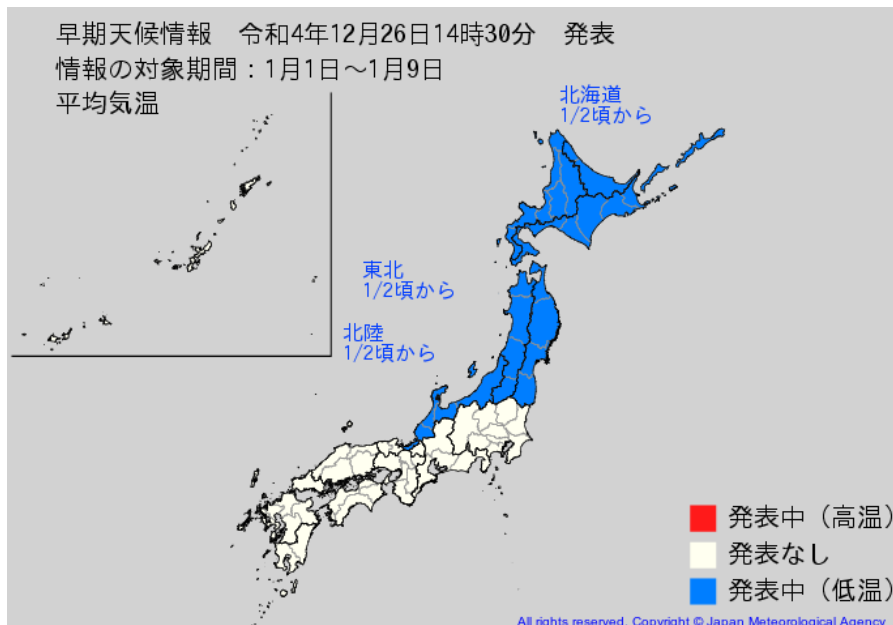 早期天候情報　令和4年12月26日14時30分　発表
情報の対象期間：1月1日～1月9日
平均気温
北海道
1/2頃から
東北
1/2頃から
北陸
1/2頃から
発表中（高温）
発表なし
発表中（低温）
All rights reserved. Copyright © Japan Meteorological Agency